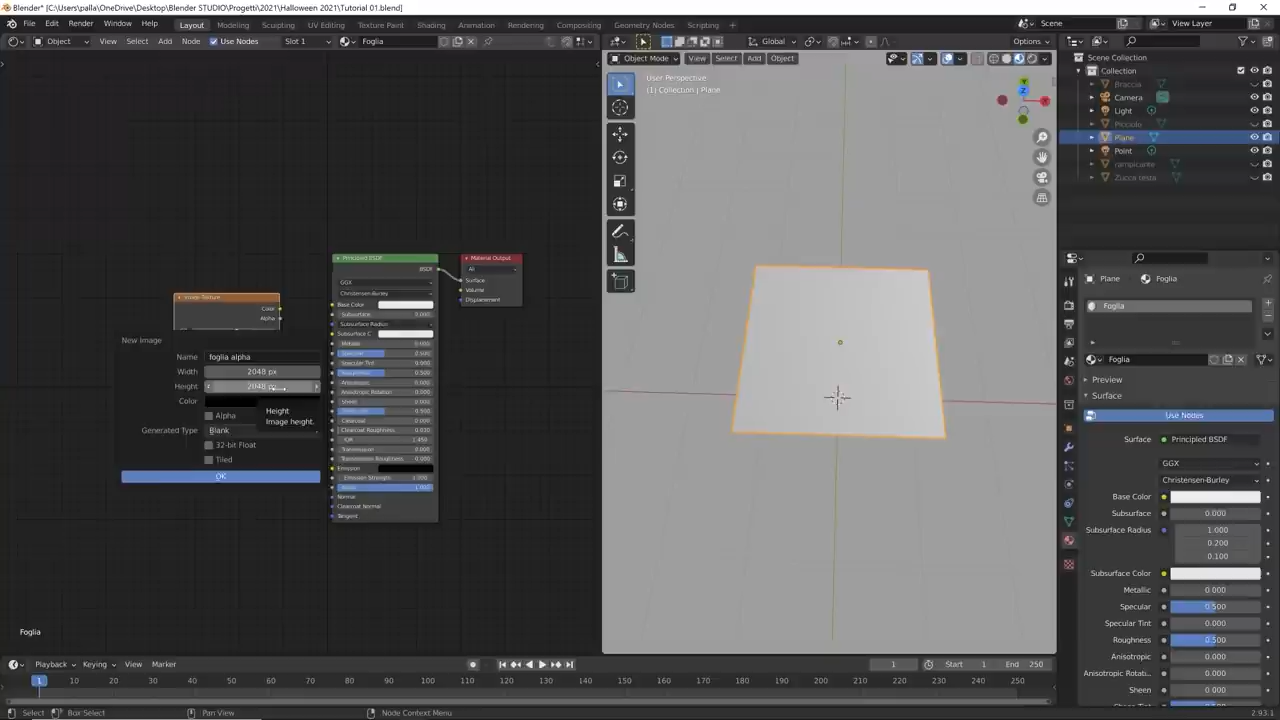 Blender* [C:\Users\palla\OneDrive\Desktop\Blender STUDIO\Progetti\2021\Halloween 2021\Tutorial 01.blend]
File Edit Render Window Help Layout Modeling Sculpting UV Editing Texture Paint Shading Animation Rendering Compositing Geometry Nodes Scripting + Scene View Layer
Object View Select Add Node Use Nodes Slot 1 Foglia Global Options
Object Mode View Select Add Object
User Perspective
(1) Collection | Plane
Scene Collection
Collection
Braccia
Camera
Light
Picciolo
Plane
Point
rampicante
Zucca testa
Principled BSDF
BSDF
GGX
Christensen-Burley
Base Color
Subsurface 0.000
Subsurface Radius
Subsurface C
Metallic 0.000
Specular 0.500
Specular Tint 0.000
Roughness 0.500
Anisotropic 0.000
Anisotropic Rotation 0.000
Sheen 0.000
0.500
Clearcoat 0.000
Clearcoat Roughness 0.030
IOR 1.450
Transmission 0.000
Transmission Roughness 0.000
Emission
Emission Strength 1.000
1.000
Normal
Clearcoat Normal
Tangent
Material Output
All
Surface
Volume
Displacement
Image Texture
Color
Alpha
New Image
Name foglia alpha
Width 2048 px
Height 2048 px
Color
Alpha
Generated Type Blank
32-bit Float
Tiled
OK
Height
Image height.
Foglia
Plane Foglia
Foglia
Foglia
Preview
Surface
Use Nodes
Surface Principled BSDF
GGX
Christensen-Burley
Base Color
Subsurface 0.000
Subsurface Radius 1.000
0.200
0.100
Subsurface Color
Metallic 0.000
Specular 0.500
Specular Tint 0.000
Roughness 0.500
Anisotropic 0.000
Anisotropic Rotati... 0.000
Sheen 0.000
Playback Keying View Marker 1 Start 1 End 250
1 10 20 30 40 50 60 70 80 90 100 110 120 130 140 150 160 170 180 190 200 210 220 230 240 250
Select Box Select Pan View Node Context Menu 2.93.1